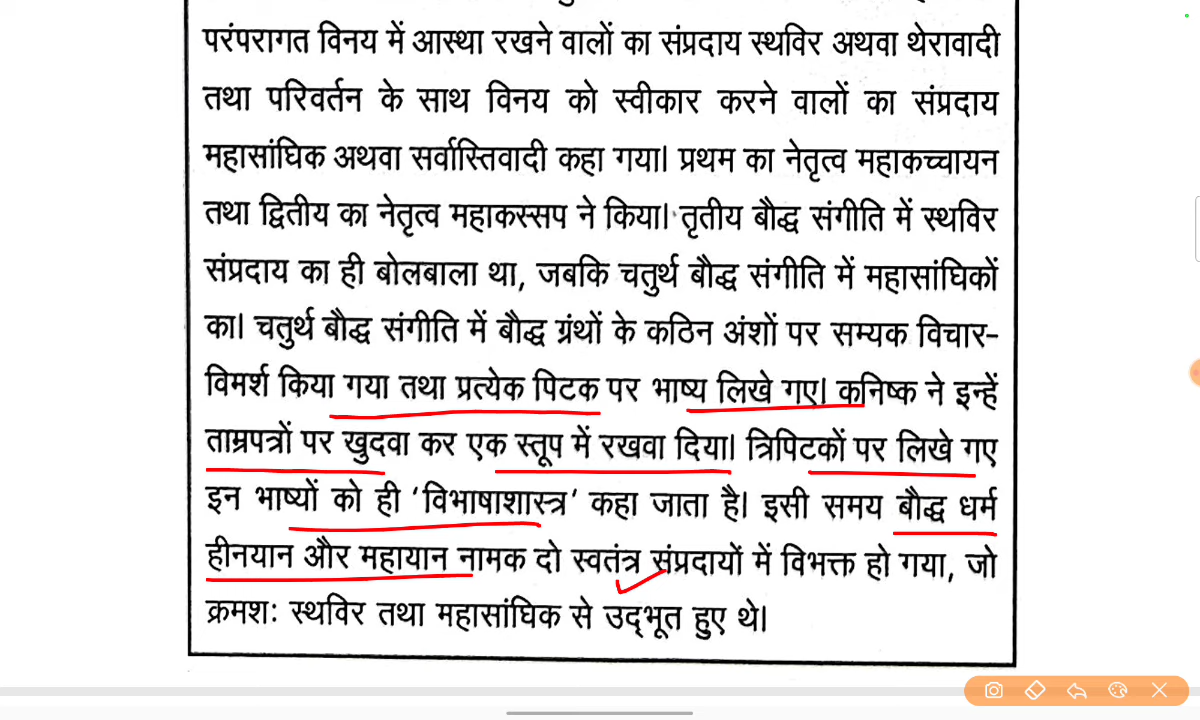 परंपरागत विनय में आस्था रखने वालों का संप्रदाय स्थविर अथवा थेरावादी
तथा परिवर्तन के साथ विनय को स्वीकार करने वालों का संप्रदाय
महासांघिक अथवा सर्वास्तिवादी कहा गया। प्रथम का नेतृत्व महाकच्चायन
तथा द्वितीय का नेतृत्व महाकस्सप ने किया। तृतीय बौद्ध संगीति में स्थविर
संप्रदाय का ही बोलबाला था, जबकि चतुर्थ बौद्ध संगीति में महासांघिकों
का। चतुर्थ बौद्ध संगीति में बौद्ध ग्रंथों के कठिन अंशों पर सम्यक विचार-
विमर्श किया गया तथा प्रत्येक पिटक पर भाष्य लिखे गए। कनिष्क ने इन्हें
ताम्रपत्रों पर खुदवा कर एक स्तूप में रखवा दिया। त्रिपिटकों पर लिखे गए
इन भाष्यों को ही ‘विभाषाशास्त्र’ कहा जाता है। इसी समय बौद्ध धर्म
हीनयान और महायान नामक दो स्वतंत्र संप्रदायों में विभक्त हो गया, जो
क्रमशः स्थविर तथा महासांघिक से उद्भूत हुए थे।